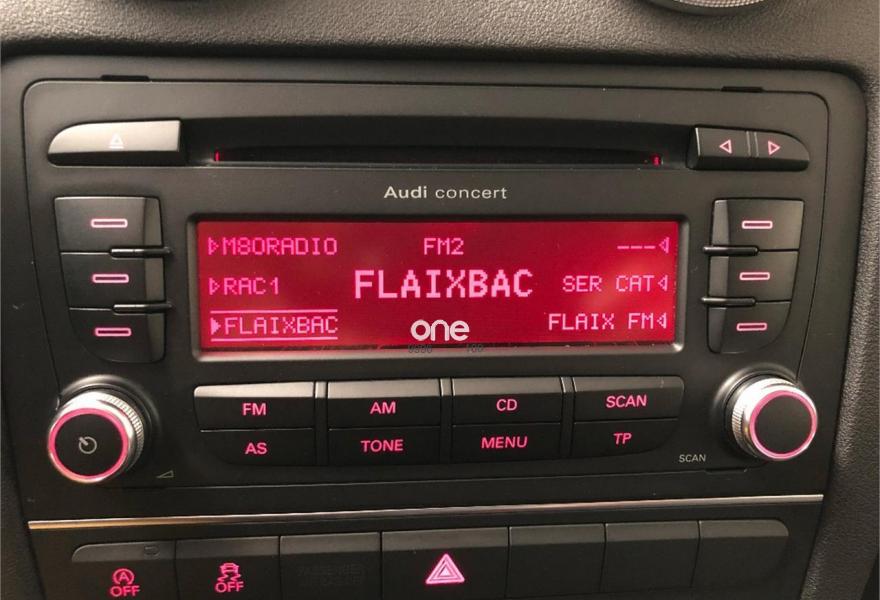 Audi concert
M80RADIO FM2 ---
RAC1 FLAIXBAC SER CAT
FLAIXBAC one FLAIX FM
FM AM CD SCAN
AS TONE MENU TP
SCAN
A OFF OFF